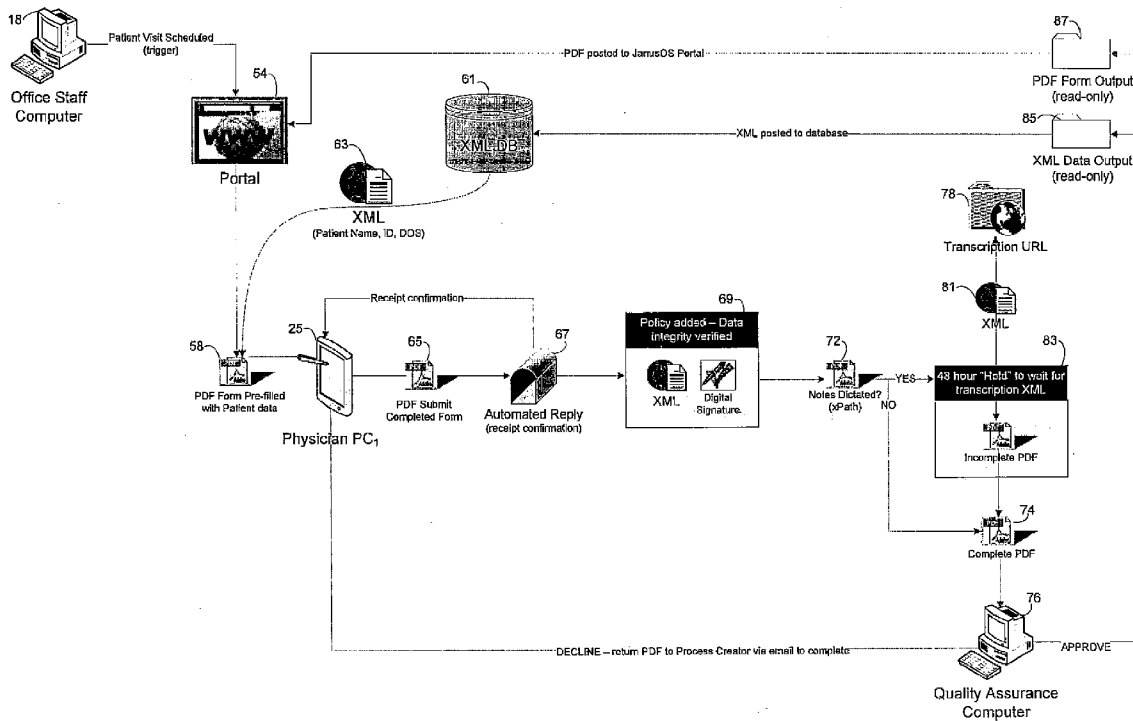 18
Patient Visit Scheduled
(trigger)
Office Staff
Computer
54
WWW
Portal
PDF posted to JarrusOS Portal
87
PDF Form Output
(read-only)
61
XML DB
XML posted to database
85
XML Data Output
(read-only)
63
XML
(Patient Name, ID, DOS)
78
Transcription URL
81
XML
Receipt confirmation
58
PDF Form Pre-filled
with Patient data
25
Physician PC1
65
PDF Submit
Completed Form
67
Automated Reply
(receipt confirmation)
69
Policy added – Data
integrity verified
XML
Digital
Signature
72
Notes Dictated?
(xPath)
YES
NO
83
48 hour "Hold" to wait for
transcription XML
Incomplete PDF
74
Complete PDF
76
DECLINE – return PDF to Process Creator via email to complete
APPROVE
Quality Assurance
Computer